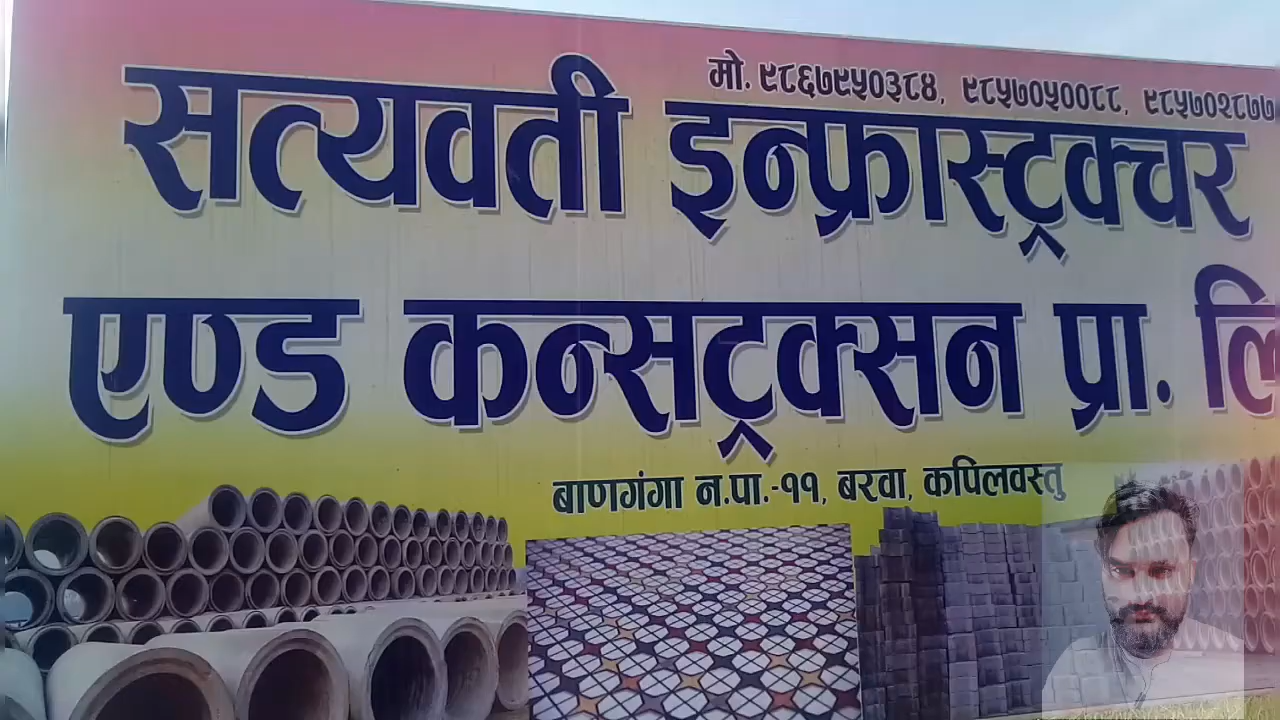 मो. ९८६७९५०३८४, ९८५७०५००८८, ९८५७०२८७७
सत्यवती इन्फ्रास्ट्रक्चर
एण्ड कन्सट्रक्सन प्रा. लि
बाणगंगा न.पा.-११, बरवा, कपिलवस्तु